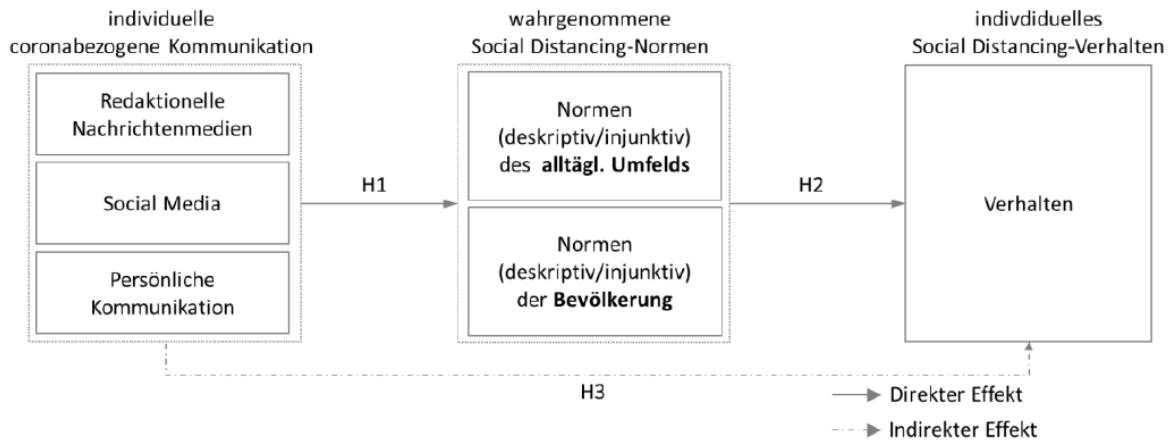 individuelle
coronabezogene Kommunikation
Redaktionelle
Nachrichtenmedien
Social Media
Persönliche
Kommunikation
H1
wahrgenommene
Social Distancing-Normen
Normen
(deskriptiv/injunktiv)
des alltägl. Umfelds
Normen
(deskriptiv/injunktiv)
der Bevölkerung
H2
indivdiduelles
Social Distancing-Verhalten
Verhalten
H3
Direkter Effekt
Indirekter Effekt